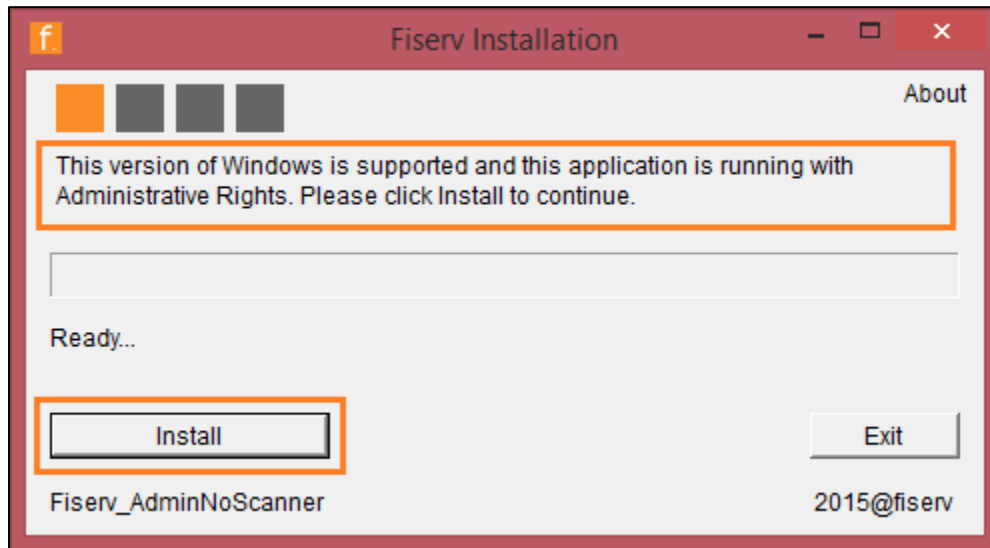 f.
Fiserv Installation
About
This version of Windows is supported and this application is running with
Administrative Rights. Please click Install to continue.
Ready...
Install
Exit
Fiserv_AdminNoScanner
2015@fiserv